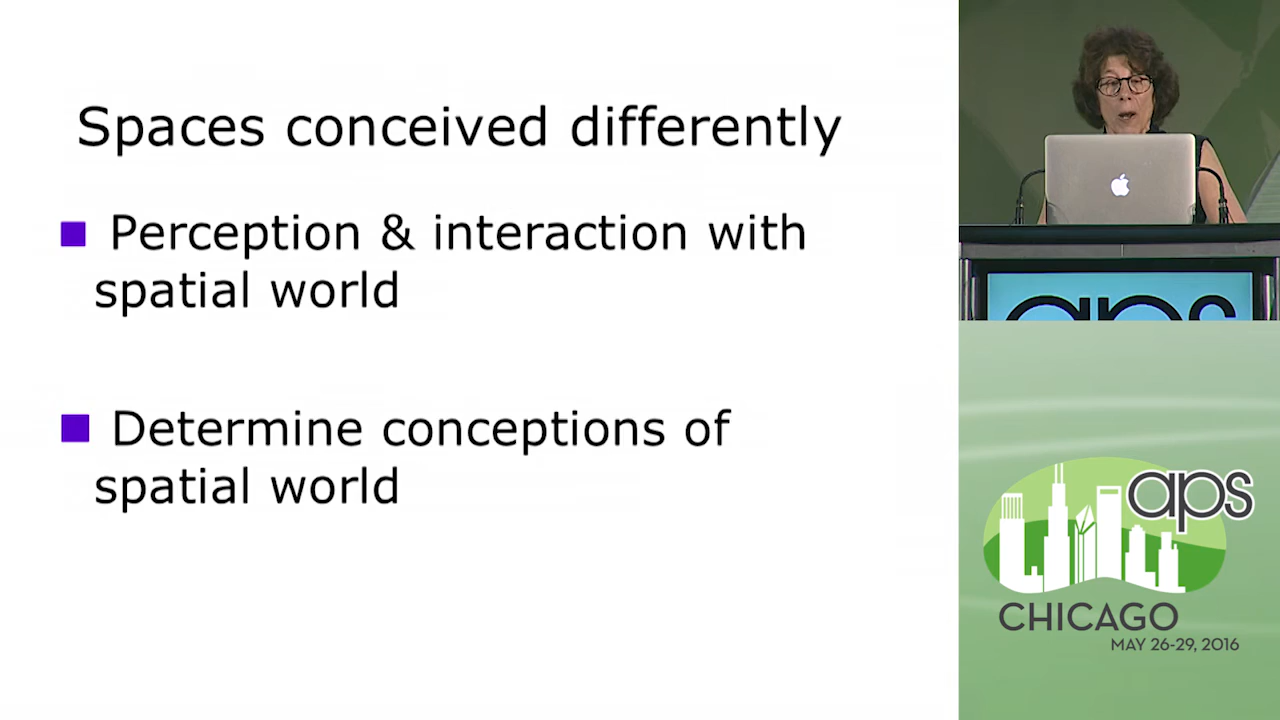 Spaces conceived differently
Perception & interaction with
spatial world
Determine conceptions of
spatial world
aps
aps
CHICAGO
MAY 26-29, 2016